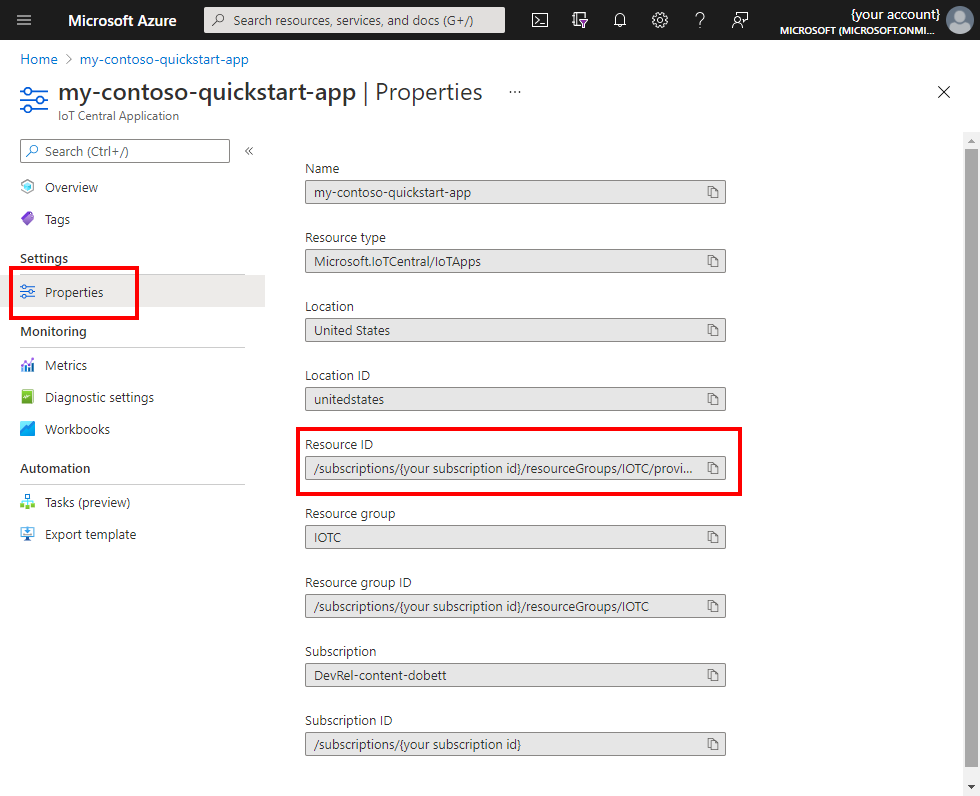 Microsoft Azure
Search resources, services, and docs (G+/)
{your account}
MICROSOFT (MICROSOFT.ONMI...
Home > my-contoso-quickstart-app
my-contoso-quickstart-app | Properties ...
IoT Central Application
Search (Ctrl+/)
Overview
Tags
Settings
Properties
Monitoring
Metrics
Diagnostic settings
Workbooks
Automation
Tasks (preview)
Export template
Name
my-contoso-quickstart-app
Resource type
Microsoft.IoTCentral/IoTApps
Location
United States
Location ID
unitedstates
Resource ID
/subscriptions/{your subscription id}/resourceGroups/IOTC/provi...
Resource group
IOTC
Resource group ID
/subscriptions/{your subscription id}/resourceGroups/IOTC
Subscription
DevRel-content-dobett
Subscription ID
/subscriptions/{your subscription id}